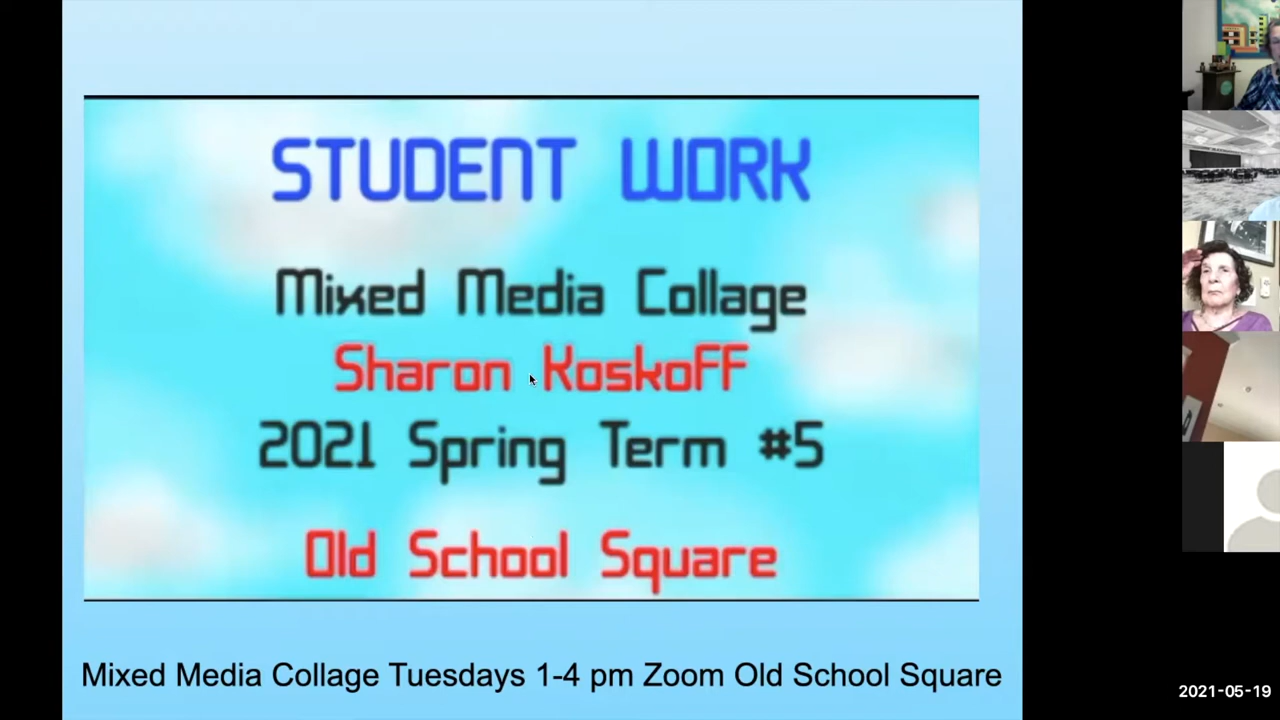 STUDENT WORK
Mixed Media Collage
Sharon Koskoff
2021 Spring Term #5
Old School Square
Mixed Media Collage Tuesdays 1-4 pm Zoom Old School Square
2021-05-19